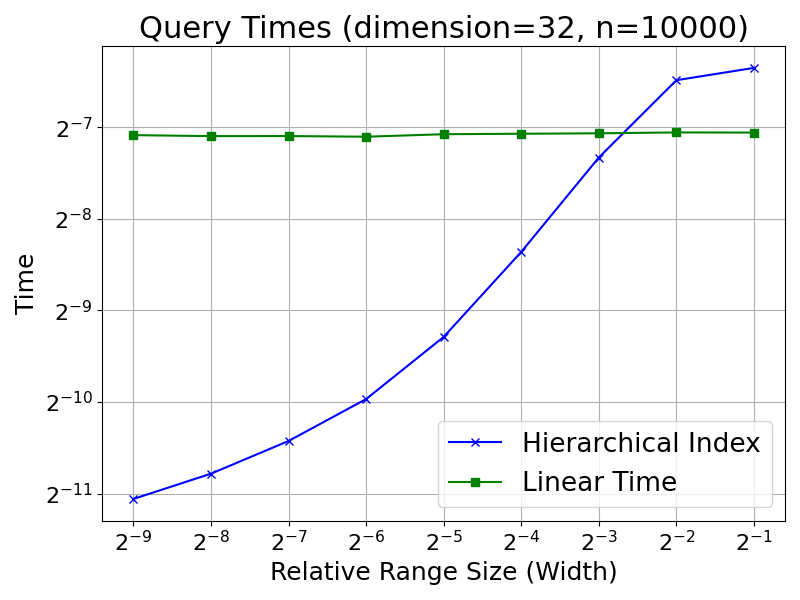 Query Times (dimension=32, n=10000)
Time
2⁻⁷
2⁻⁸
2⁻⁹
2⁻¹⁰
2⁻¹¹
Hierarchical Index
Linear Time
2⁻⁹ 2⁻⁸ 2⁻⁷ 2⁻⁶ 2⁻⁵ 2⁻⁴ 2⁻³ 2⁻² 2⁻¹
Relative Range Size (Width)